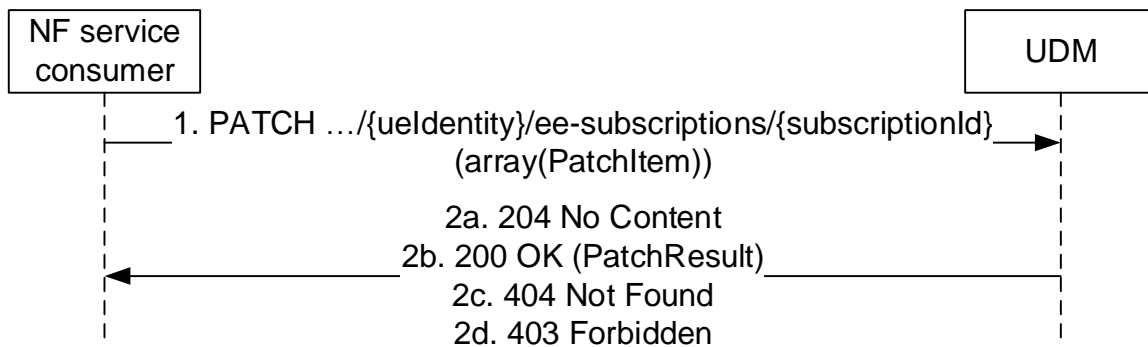 NF service
consumer
UDM
1. PATCH …/{ueIdentity}/ee-subscriptions/{subscriptionId}
(array(PatchItem))
2a. 204 No Content
2b. 200 OK (PatchResult)
2c. 404 Not Found
2d. 403 Forbidden